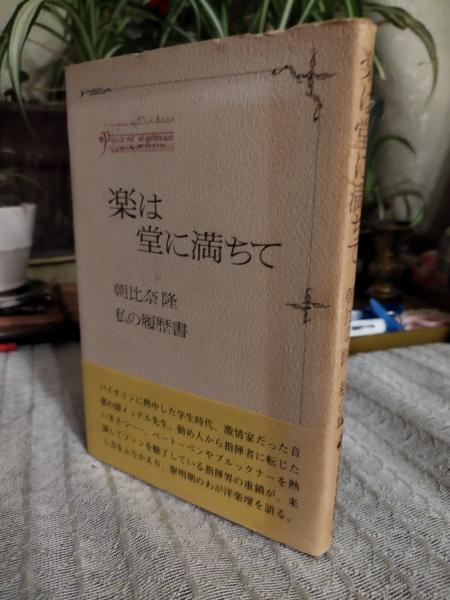 楽は
堂に満ちて
朝比奈隆
私の履歴書
バイオリンに熱中した学生時代、激情家だった音
楽の師メッテル先生、勤め人から指揮者に転じた
いきさつ……。ベートーベンやブルックナーを熱
演してファンを魅了している指揮界の重鎮が、来
し方をふりかえり、黎明期のわが洋楽壇を語る。
楽は堂に満ちて